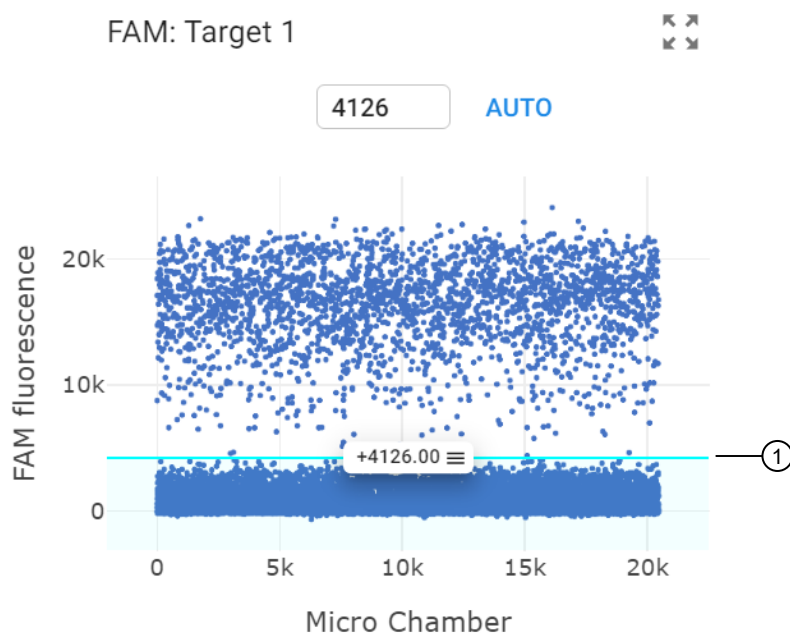 FAM: Target 1
4126 AUTO
FAM fluorescence
20k
10k
0
+4126.00
1
0 5k 10k 15k 20k
Micro Chamber